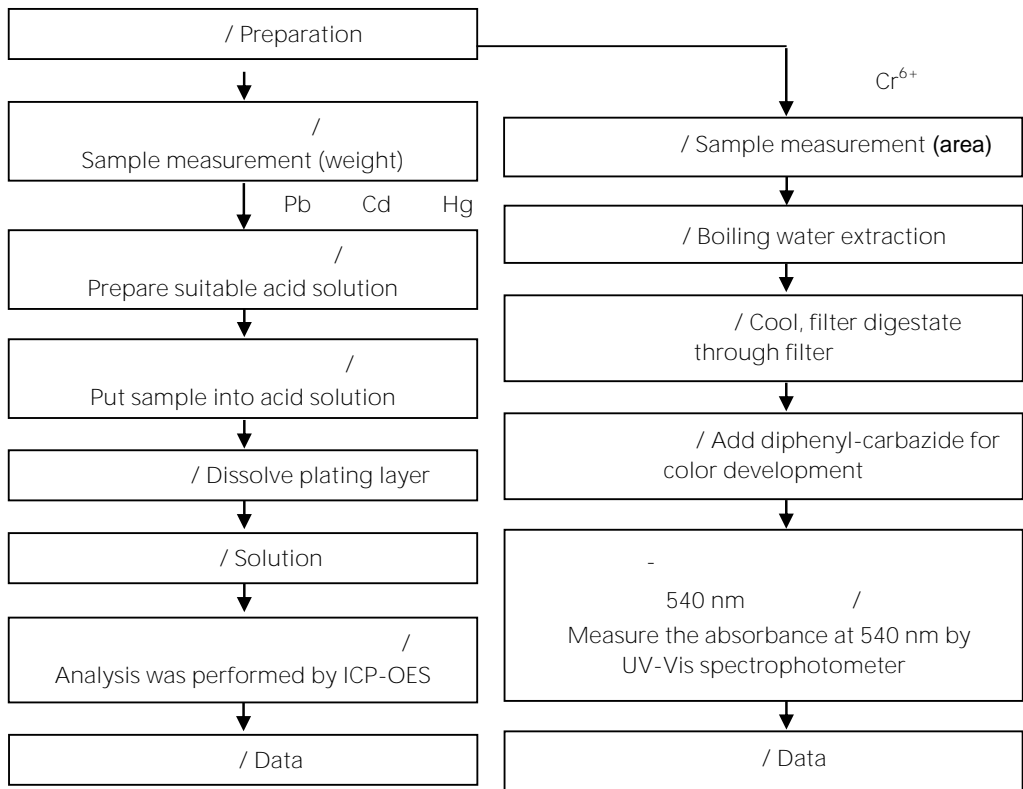 / Preparation
/
Sample measurement (weight)
Pb Cd Hg
/
Prepare suitable acid solution
/
Put sample into acid solution
/ Dissolve plating layer
/ Solution
/
Analysis was performed by ICP-OES
/ Data
Cr⁶⁺
/ Sample measurement (area)
/ Boiling water extraction
/ Cool, filter digestate
through filter
/ Add diphenyl-carbazide for
color development
-
540 nm /
Measure the absorbance at 540 nm by
UV-Vis spectrophotometer
/ Data